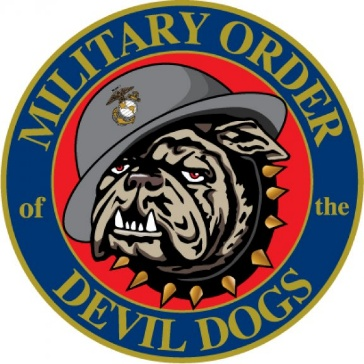 MILITARY ORDER
of the
DEVIL DOGS